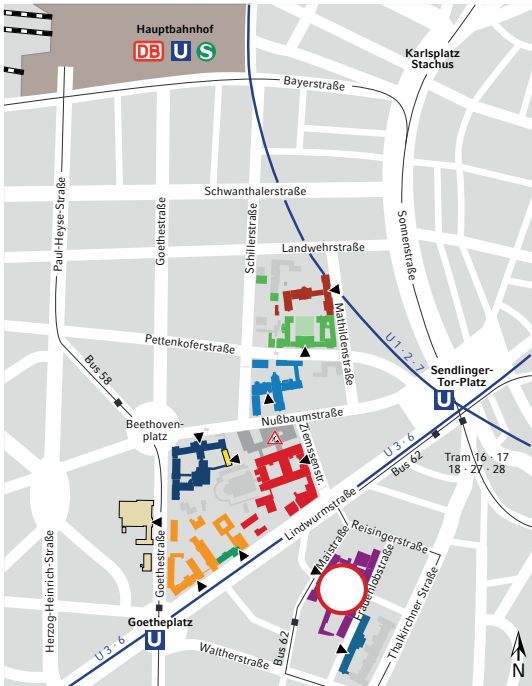 Hauptbahnhof
DB U S
Karlsplatz
Stachus
Bayerstraße
Schwanthalerstraße
Paul-Heyse-Straße
Goethestraße
Schillerstraße
Sonnenstraße
Landwehrstraße
Mathildenstraße
Pettenkoferstraße
U 1 · 2 · 7
Bus 58
Sendlinger-
Tor-Platz
U
Nußbaumstraße
Beethoven-
platz
Ziemssenstr.
U 3 · 6
Bus 62
Tram 16 · 17
18 · 27 · 28
Lindwurmstraße
Reisingerstraße
Maistraße
Frauenlobstraße
Thalkirchner Straße
Goethestraße
Herzog-Heinrich-Straße
Goetheplatz
U
U 3 · 6
Waltherstraße
Bus 62
N